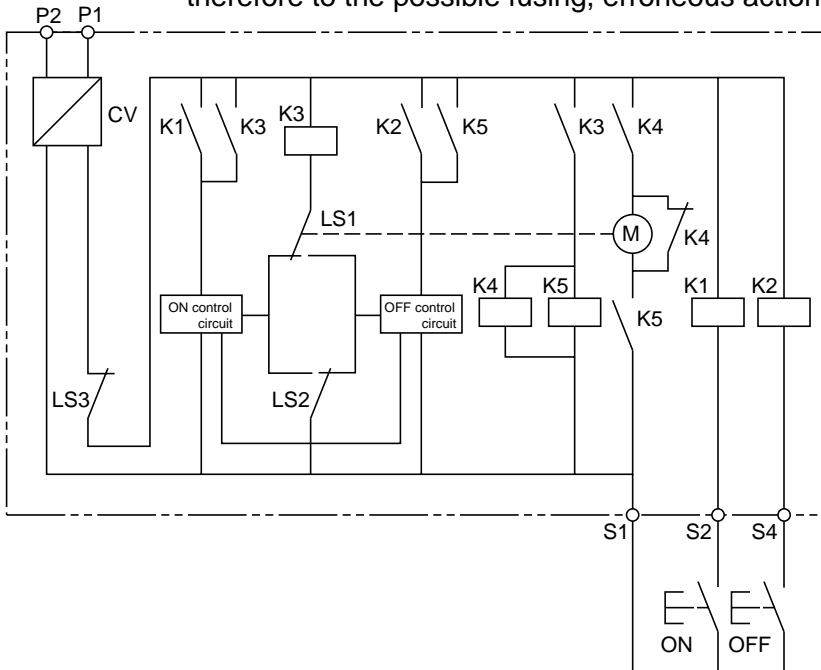 therefore to the possible fusing, erroneous action
P2 P1
CV
K1 K3 K3 K2 K5 K3 K4
LS1
M
K4
K4 K5 K1 K2
ON control circuit
OFF control circuit
K5
LS3 LS2
S1 S2 S4
ON OFF